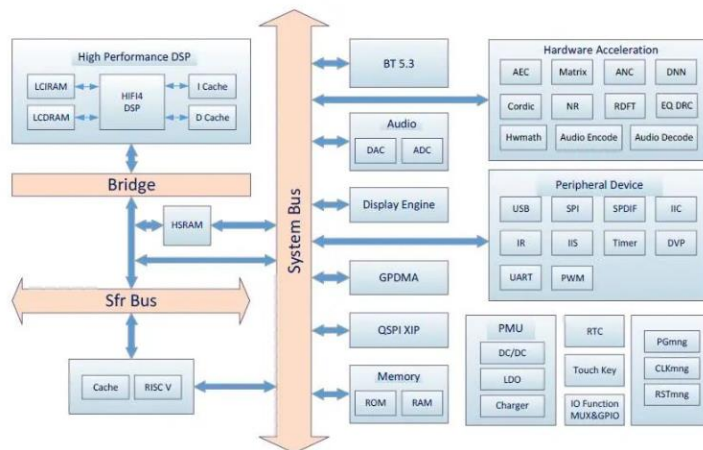 High Performance DSP
LCIRAM
LCDRAM
HIFI4
DSP
I Cache
D Cache
Bridge
HSRAM
Sfr Bus
Cache
RISC V
System Bus
BT 5.3
Audio
DAC
ADC
Display Engine
GPDMA
QSPI XIP
Memory
ROM
RAM
Hardware Acceleration
AEC
Matrix
ANC
DNN
Cordic
NR
RDFT
EQ DRC
Hwmath
Audio Encode
Audio Decode
Peripheral Device
USB
SPI
SPDIF
IIC
IR
IIS
Timer
DVP
UART
PWM
PMU
DC/DC
LDO
Charger
RTC
Touch Key
IO Function
MUX&GPIO
PGmng
CLKmng
RSTmng